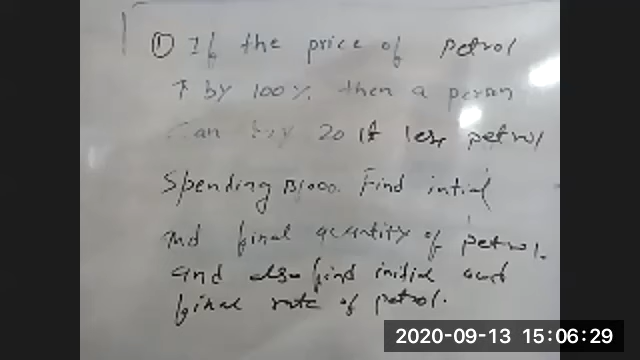 ① If the price of petrol
↑ by 100% then a person
can buy 20 lt less petrol
Spending Rs1000. Find intial
and final quantity of petrol.
and also find initial and
final rate of petrol.
2020-09-13 15:06:29